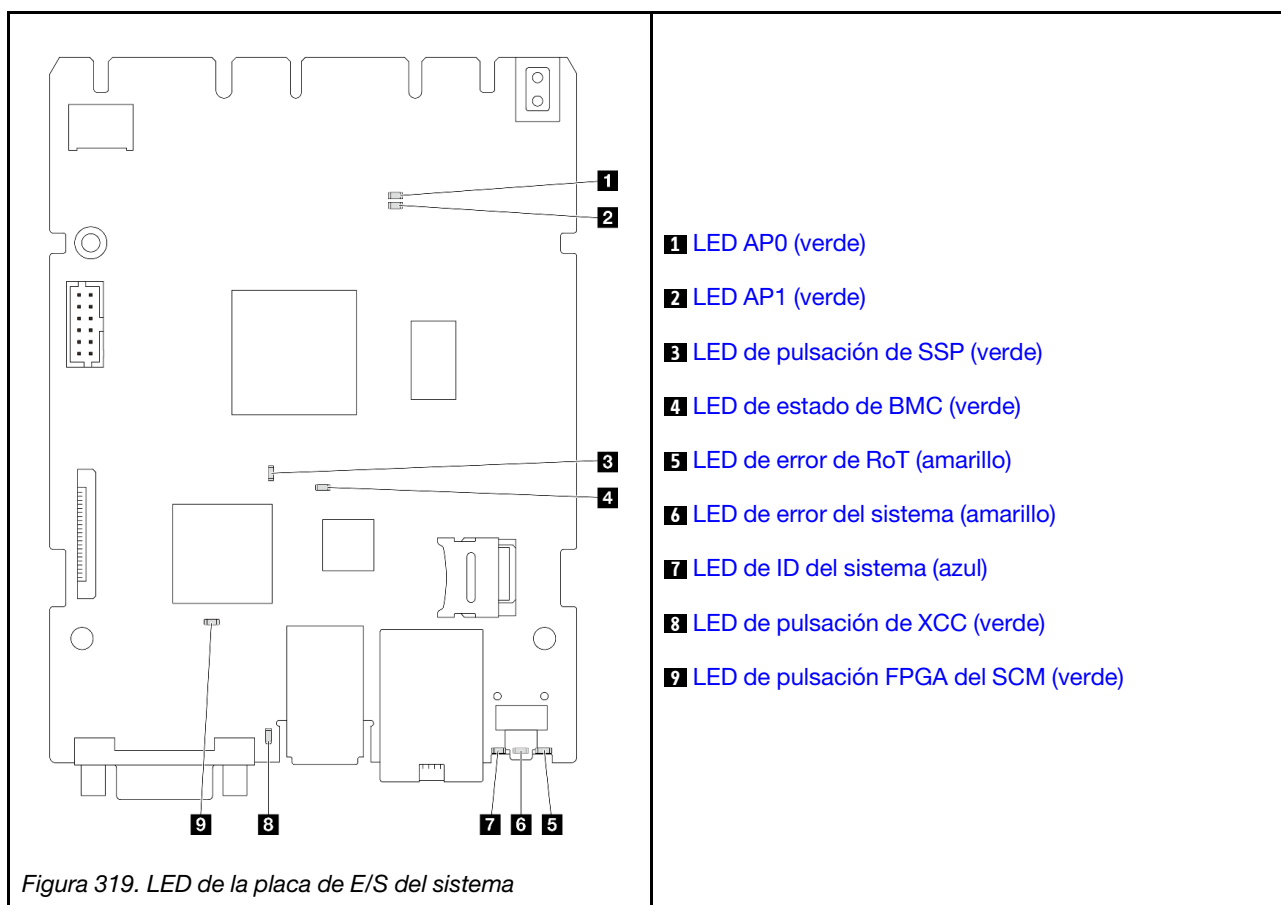 1
2
3
4
9
8
7
6
5
Figura 319. LED de la placa de E/S del sistema
1 LED AP0 (verde)
2 LED AP1 (verde)
3 LED de pulsación de SSP (verde)
4 LED de estado de BMC (verde)
5 LED de error de RoT (amarillo)
6 LED de error del sistema (amarillo)
7 LED de ID del sistema (azul)
8 LED de pulsación de XCC (verde)
9 LED de pulsación FPGA del SCM (verde)